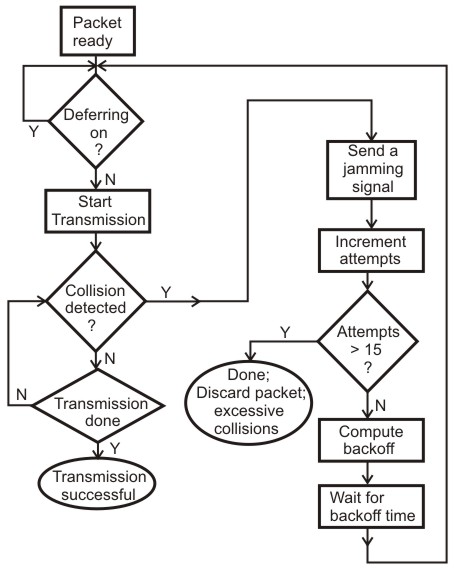 Packet
ready
Deferring
on
?
Y
N
Start
Transmission
Collision
detected
?
Y
N
Transmission
done
N
Y
Transmission
successful
Send a
jamming
signal
Increment
attempts
Attempts
> 15
?
Y
Done;
Discard packet;
excessive
collisions
N
Compute
backoff
Wait for
backoff time